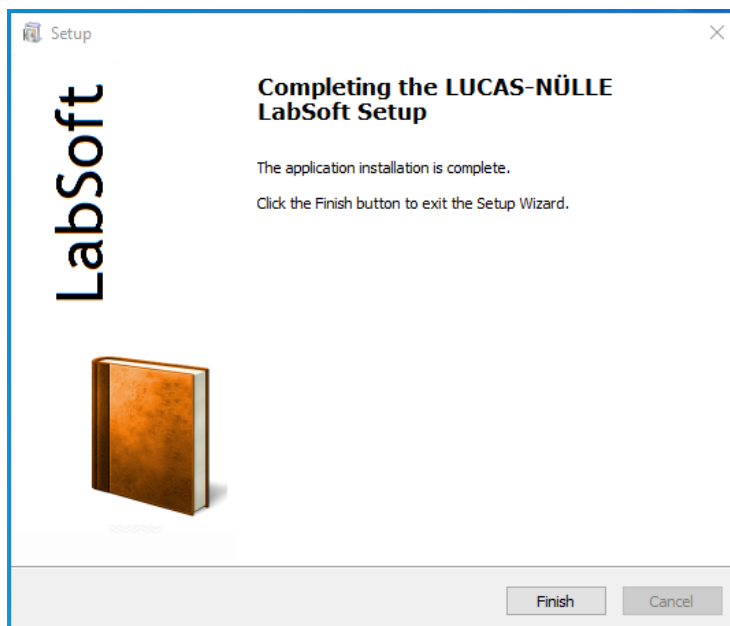 Setup
LabSoft
Completing the LUCAS-NÜLLE
LabSoft Setup
The application installation is complete.
Click the Finish button to exit the Setup Wizard.
Finish
Cancel